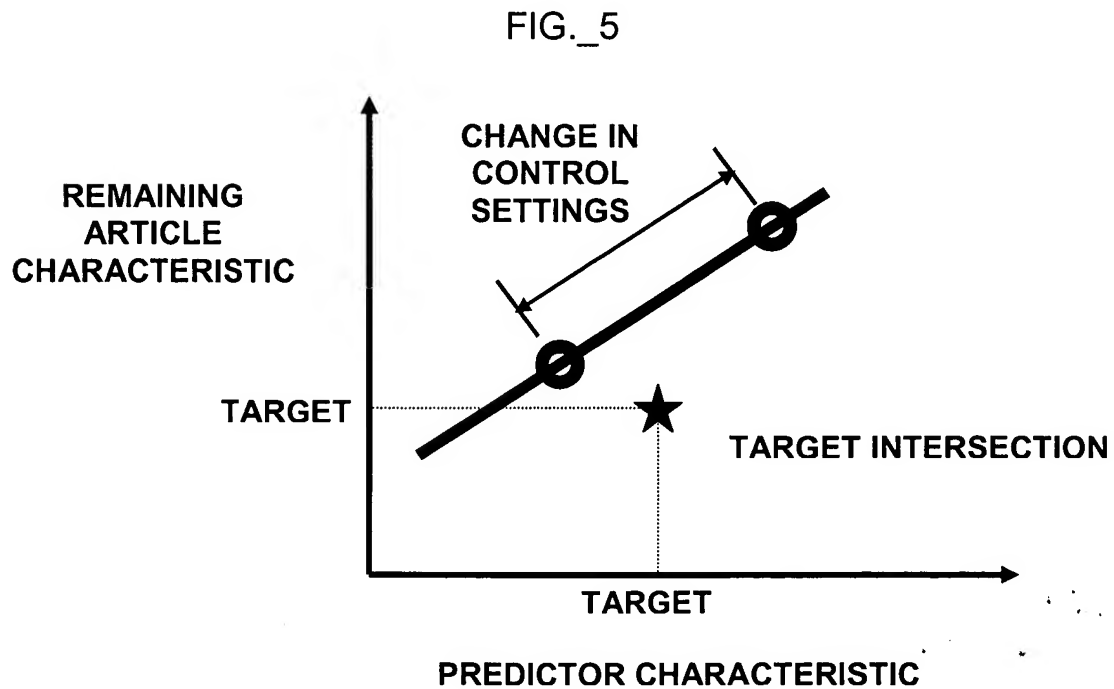 FIG._5
CHANGE IN
CONTROL
SETTINGS
REMAINING
ARTICLE
CHARACTERISTIC
TARGET
TARGET INTERSECTION
TARGET
PREDICTOR CHARACTERISTIC